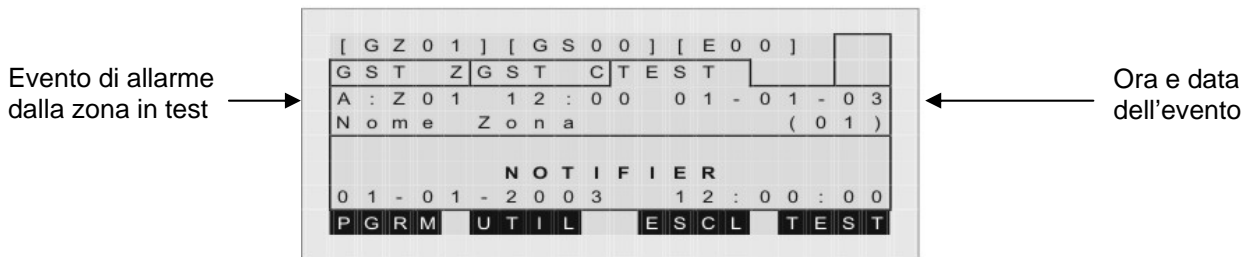 Evento di allarme
dalla zona in test
[GZ01][GS00][E00]
GST Z GST C TEST
A:Z01 12:00 01-01-03
Nome Zona (01)
NOTIFIER
01-01-2003 12:00:00
PGRM UTIL ESCL TEST
Ora e data
dell'evento